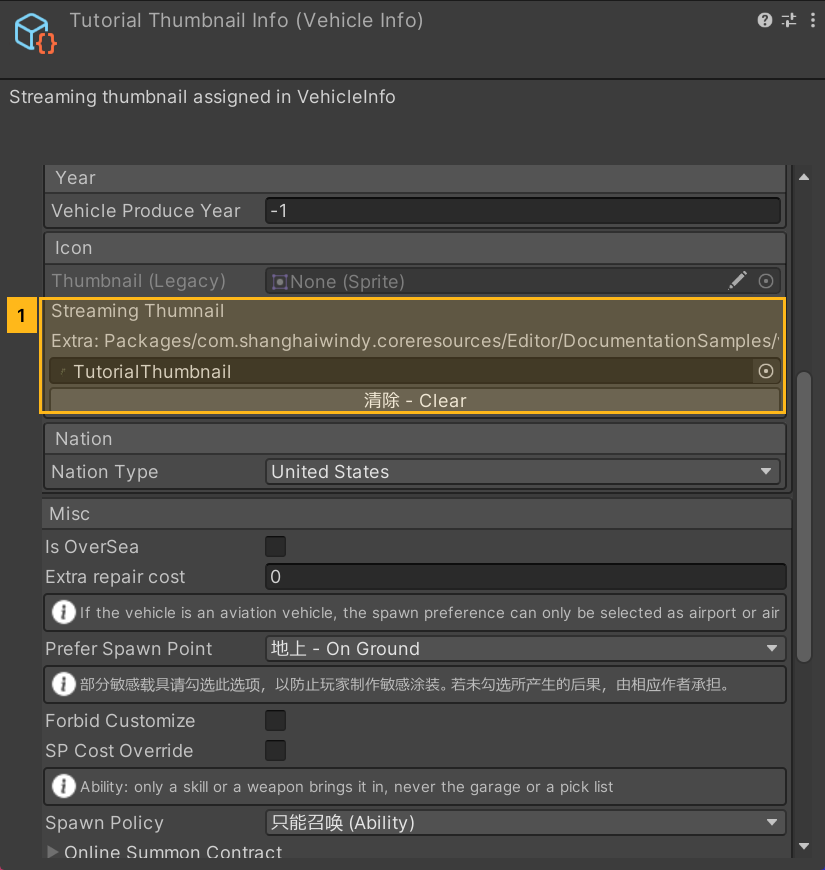 Tutorial Thumbnail Info (Vehicle Info)
Streaming thumbnail assigned in VehicleInfo
Year
Vehicle Produce Year -1
Icon
Thumbnail (Legacy) None (Sprite)
1
Streaming Thumnail
Extra: Packages/com.shanghaiwindy.coreresources/Editor/DocumentationSamples/
TutorialThumbnail
清除 - Clear
Nation
Nation Type United States
Misc
Is OverSea
Extra repair cost 0
If the vehicle is an aviation vehicle, the spawn preference can only be selected as airport or air
Prefer Spawn Point 地上 - On Ground
部分敏感载具请勾选此选项，以防止玩家制作敏感涂装。若未勾选所产生的后果，由相应作者承担。
Forbid Customize
SP Cost Override
Ability: only a skill or a weapon brings it in, never the garage or a pick list
Spawn Policy 只能召唤 (Ability)
Online Summon Contract